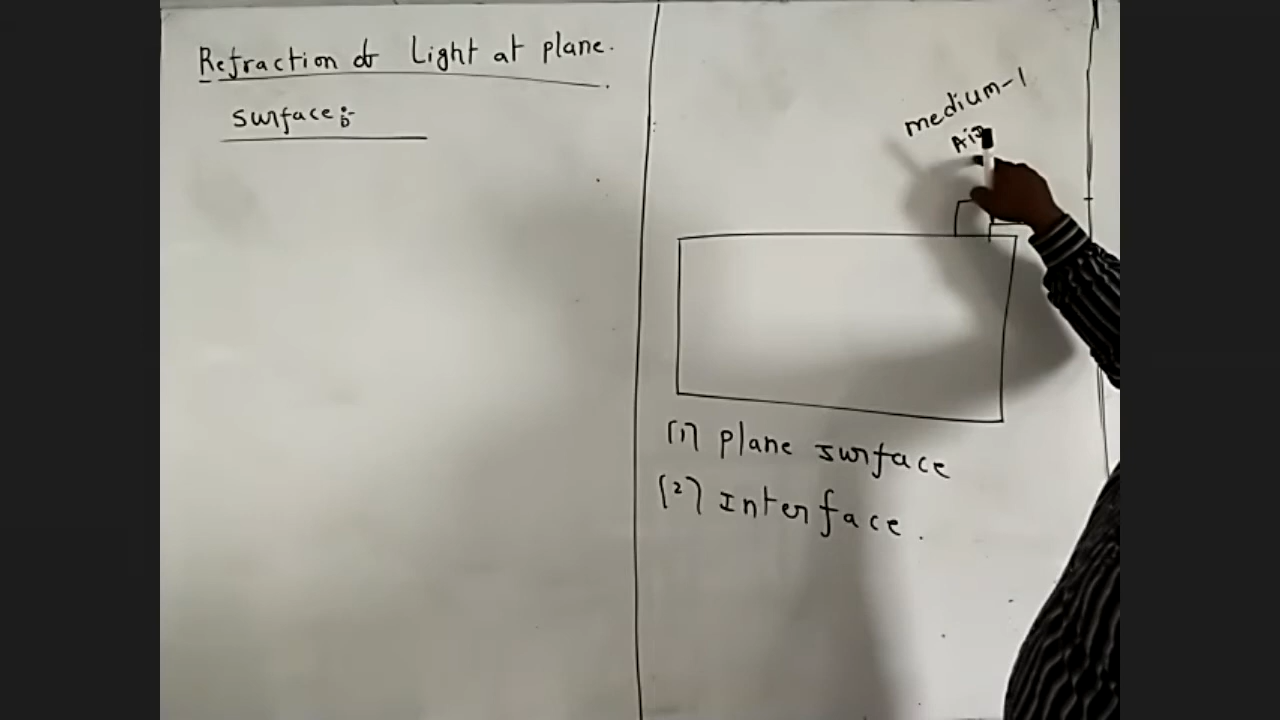 Refraction of Light at plane.
surface:-
medium-1
Air
(1) plane surface
(2) Interface.